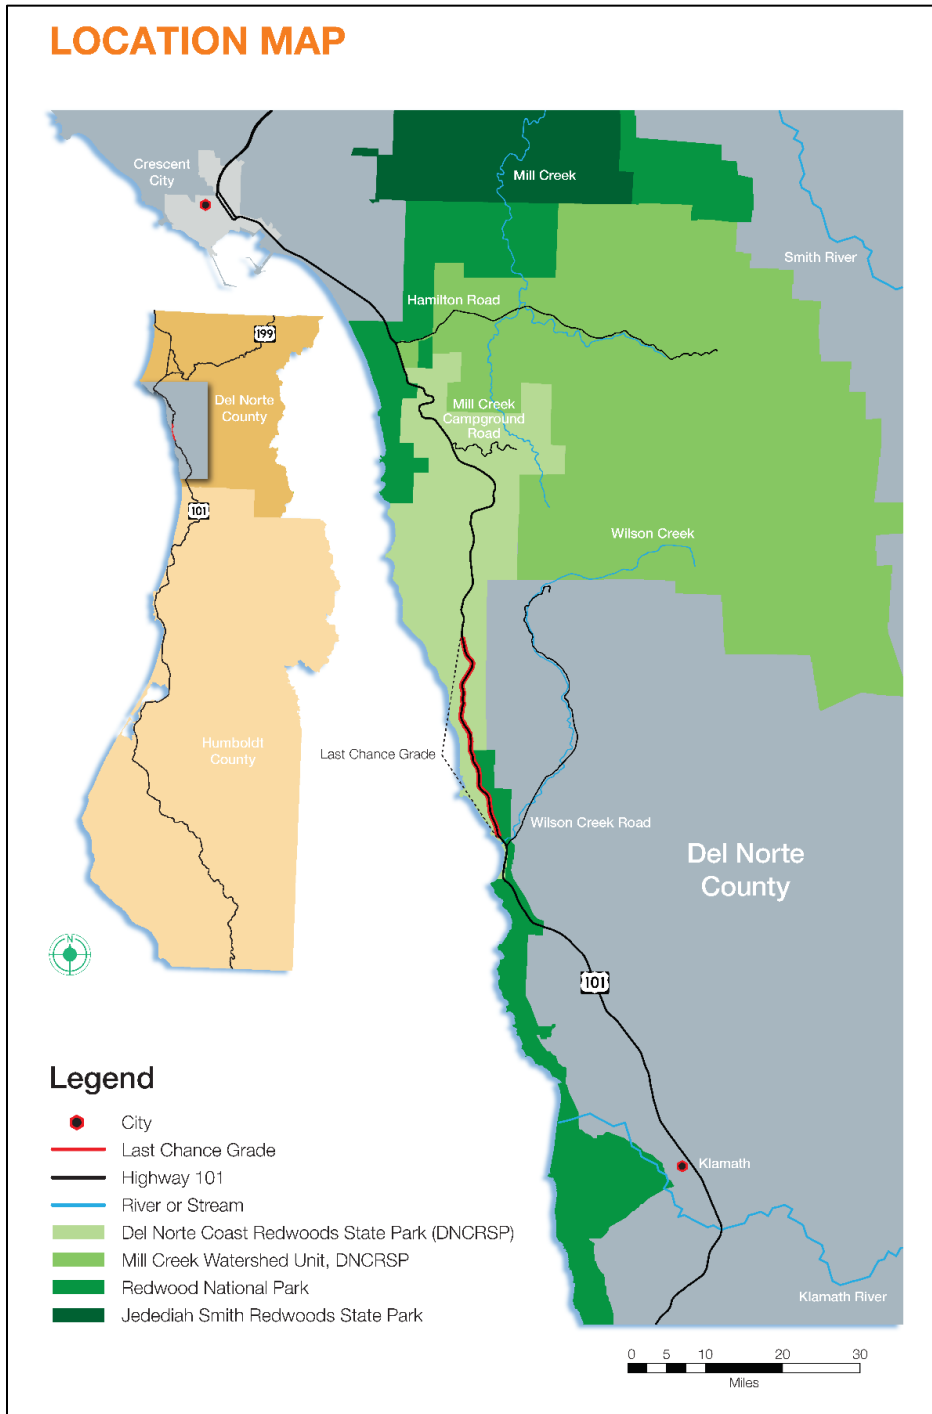 LOCATION MAP
Crescent
City
Mill Creek
Smith River
Hamilton Road
199
Del Norte
County
Mill Creek
Campground
Road
101
Wilson Creek
Humboldt
County
Last Chance Grade
Wilson Creek Road
Del Norte
County
N
101
Legend
City
Last Chance Grade
Highway 101
River or Stream
Del Norte Coast Redwoods State Park (DNCRSP)
Mill Creek Watershed Unit, DNCRSP
Redwood National Park
Jedediah Smith Redwoods State Park
Klamath
Klamath River
0 5 10 20 30
Miles